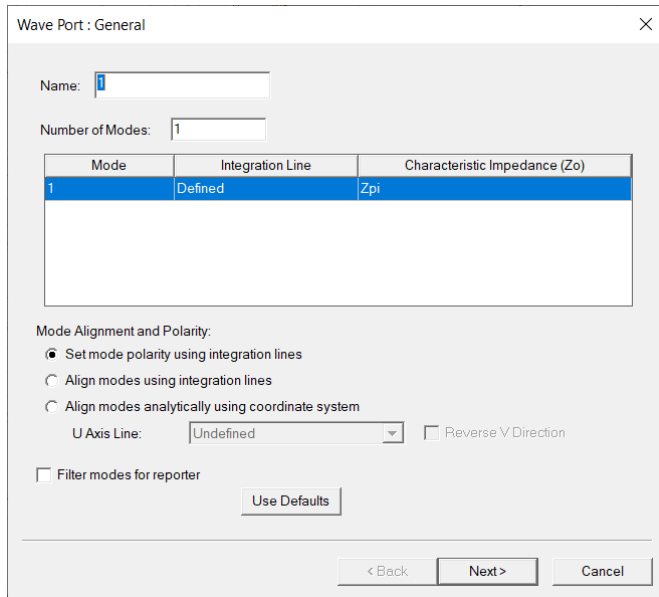 Wave Port : General
Name: 1
Number of Modes: 1
Mode Integration Line Characteristic Impedance (Zo)
1 Defined Zpi
Mode Alignment and Polarity:
Set mode polarity using integration lines
Align modes using integration lines
Align modes analytically using coordinate system
U Axis Line: Undefined Reverse V Direction
Filter modes for reporter
Use Defaults
< Back Next > Cancel